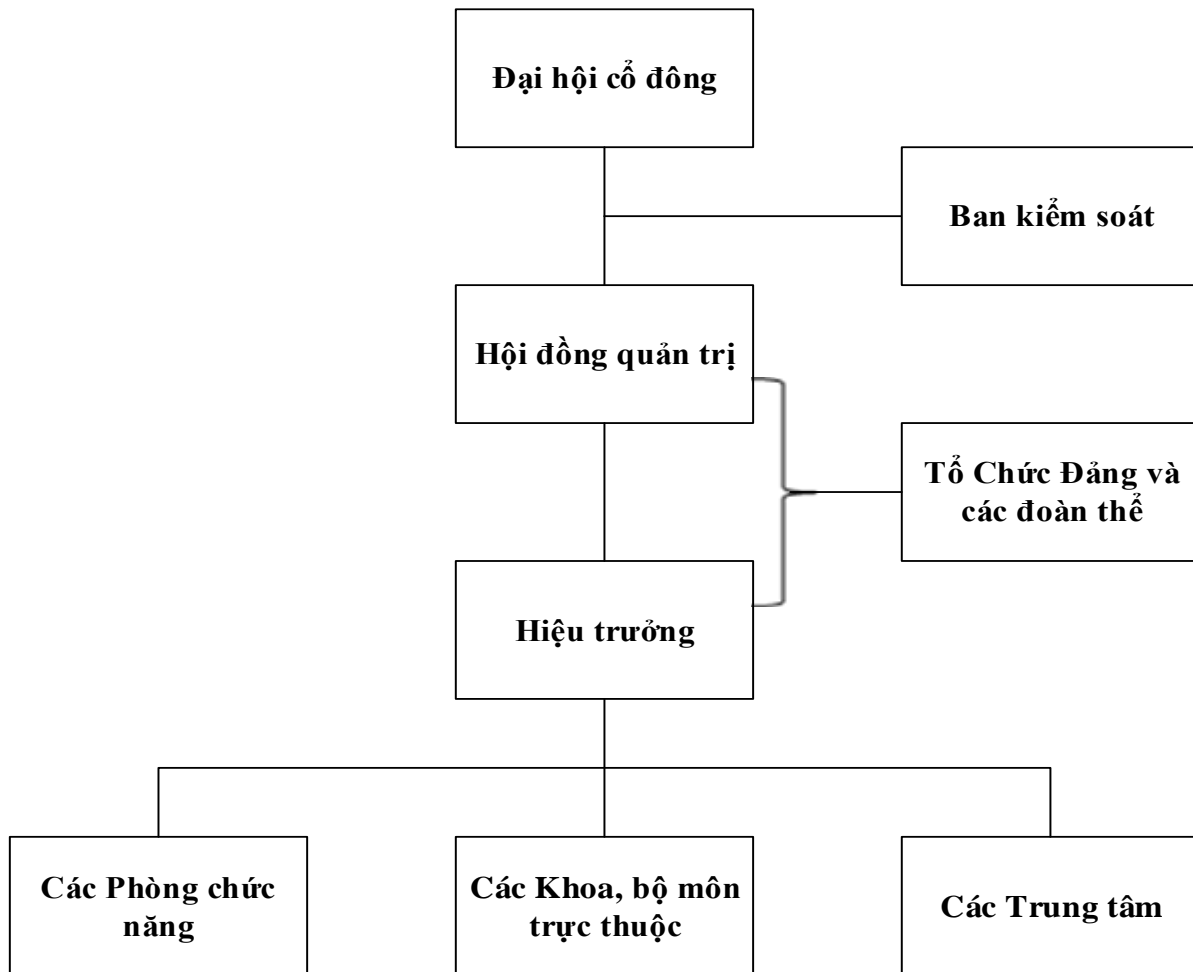 Đại hội cổ đông
Ban kiểm soát
Hội đồng quản trị
Tổ Chức Đảng và
các đoàn thể
Hiệu trưởng
Các Phòng chức
năng
Các Khoa, bộ môn
trực thuộc
Các Trung tâm